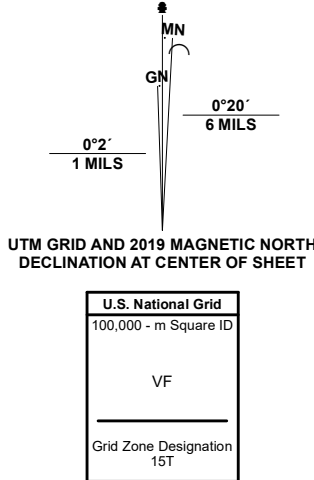 MN
GN
0°20´
6 MILS
0°2´
1 MILS
UTM GRID AND 2019 MAGNETIC NORTH
DECLINATION AT CENTER OF SHEET
U.S. National Grid
100,000 - m Square ID
VF
Grid Zone Designation
15T